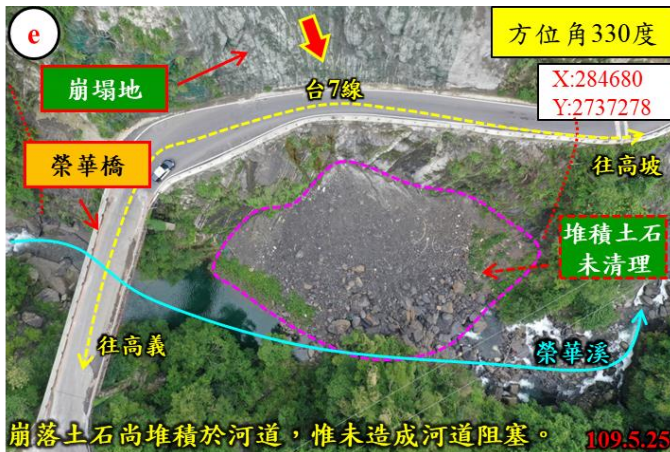 e
方位角330度
X:284680
Y:2737278
崩塌地
台7線
榮華橋
往高坡
堆積土石
未清理
往高義
榮華溪
崩落土石尚堆積於河道，惟未造成河道阻塞。
109.5.25